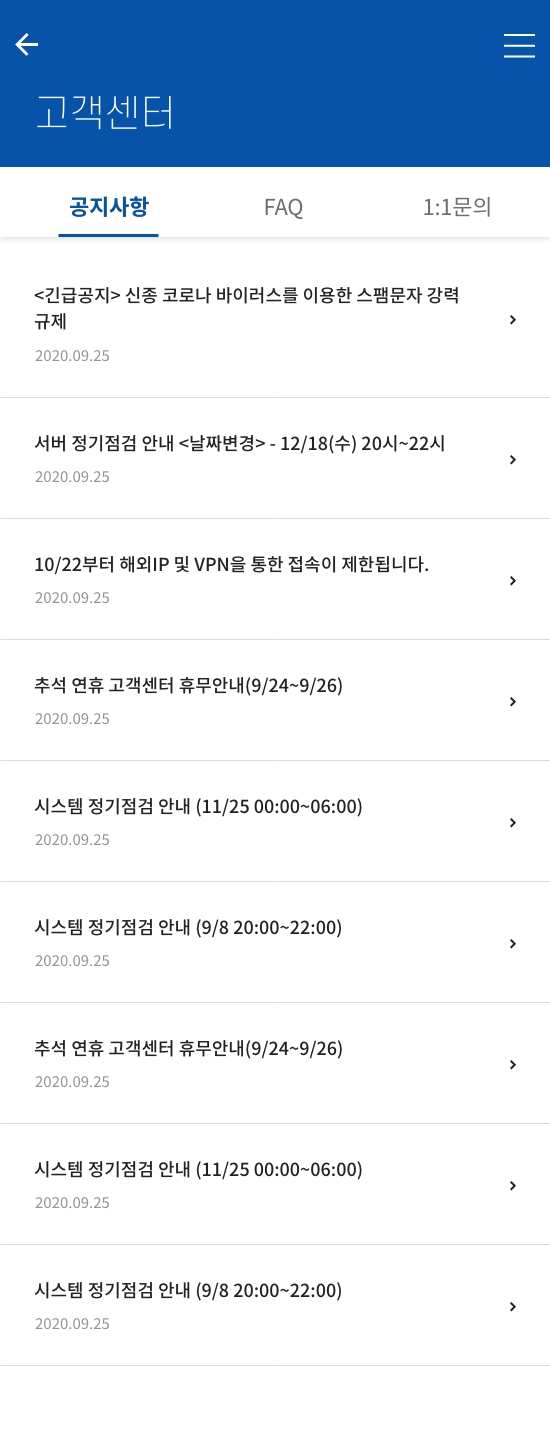 고객센터
공지사항
FAQ
1:1문의
<긴급공지> 신종 코로나 바이러스를 이용한 스팸문자 강력
규제
2020.09.25
서버 정기점검 안내 <날짜변경> - 12/18(수) 20시~22시
2020.09.25
10/22부터 해외IP 및 VPN을 통한 접속이 제한됩니다.
2020.09.25
추석 연휴 고객센터 휴무안내(9/24~9/26)
2020.09.25
시스템 정기점검 안내 (11/25 00:00~06:00)
2020.09.25
시스템 정기점검 안내 (9/8 20:00~22:00)
2020.09.25
추석 연휴 고객센터 휴무안내(9/24~9/26)
2020.09.25
시스템 정기점검 안내 (11/25 00:00~06:00)
2020.09.25
시스템 정기점검 안내 (9/8 20:00~22:00)
2020.09.25